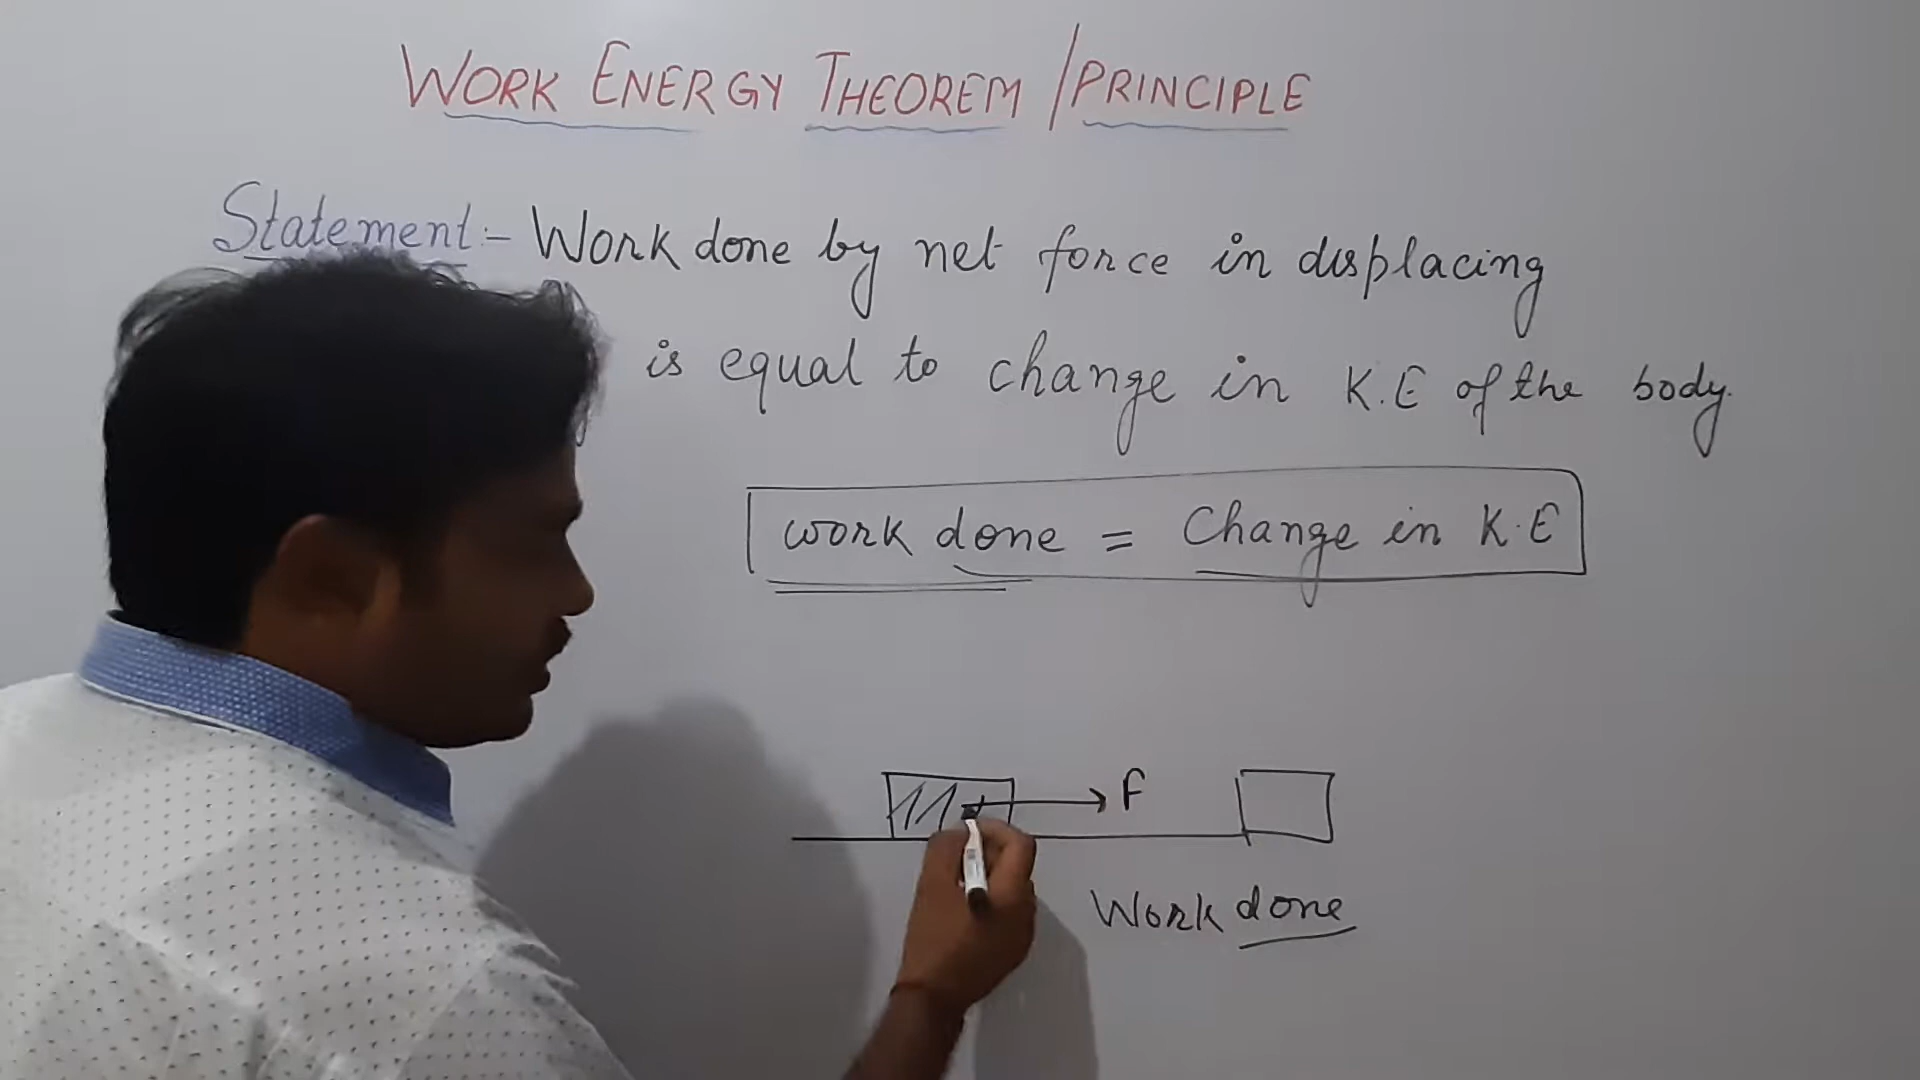 WORK ENERGY THEOREM / PRINCIPLE
Statement:- Work done by net force in displacing
is equal to change in K.E of the body.
work done = Change in K.E
F
Work done